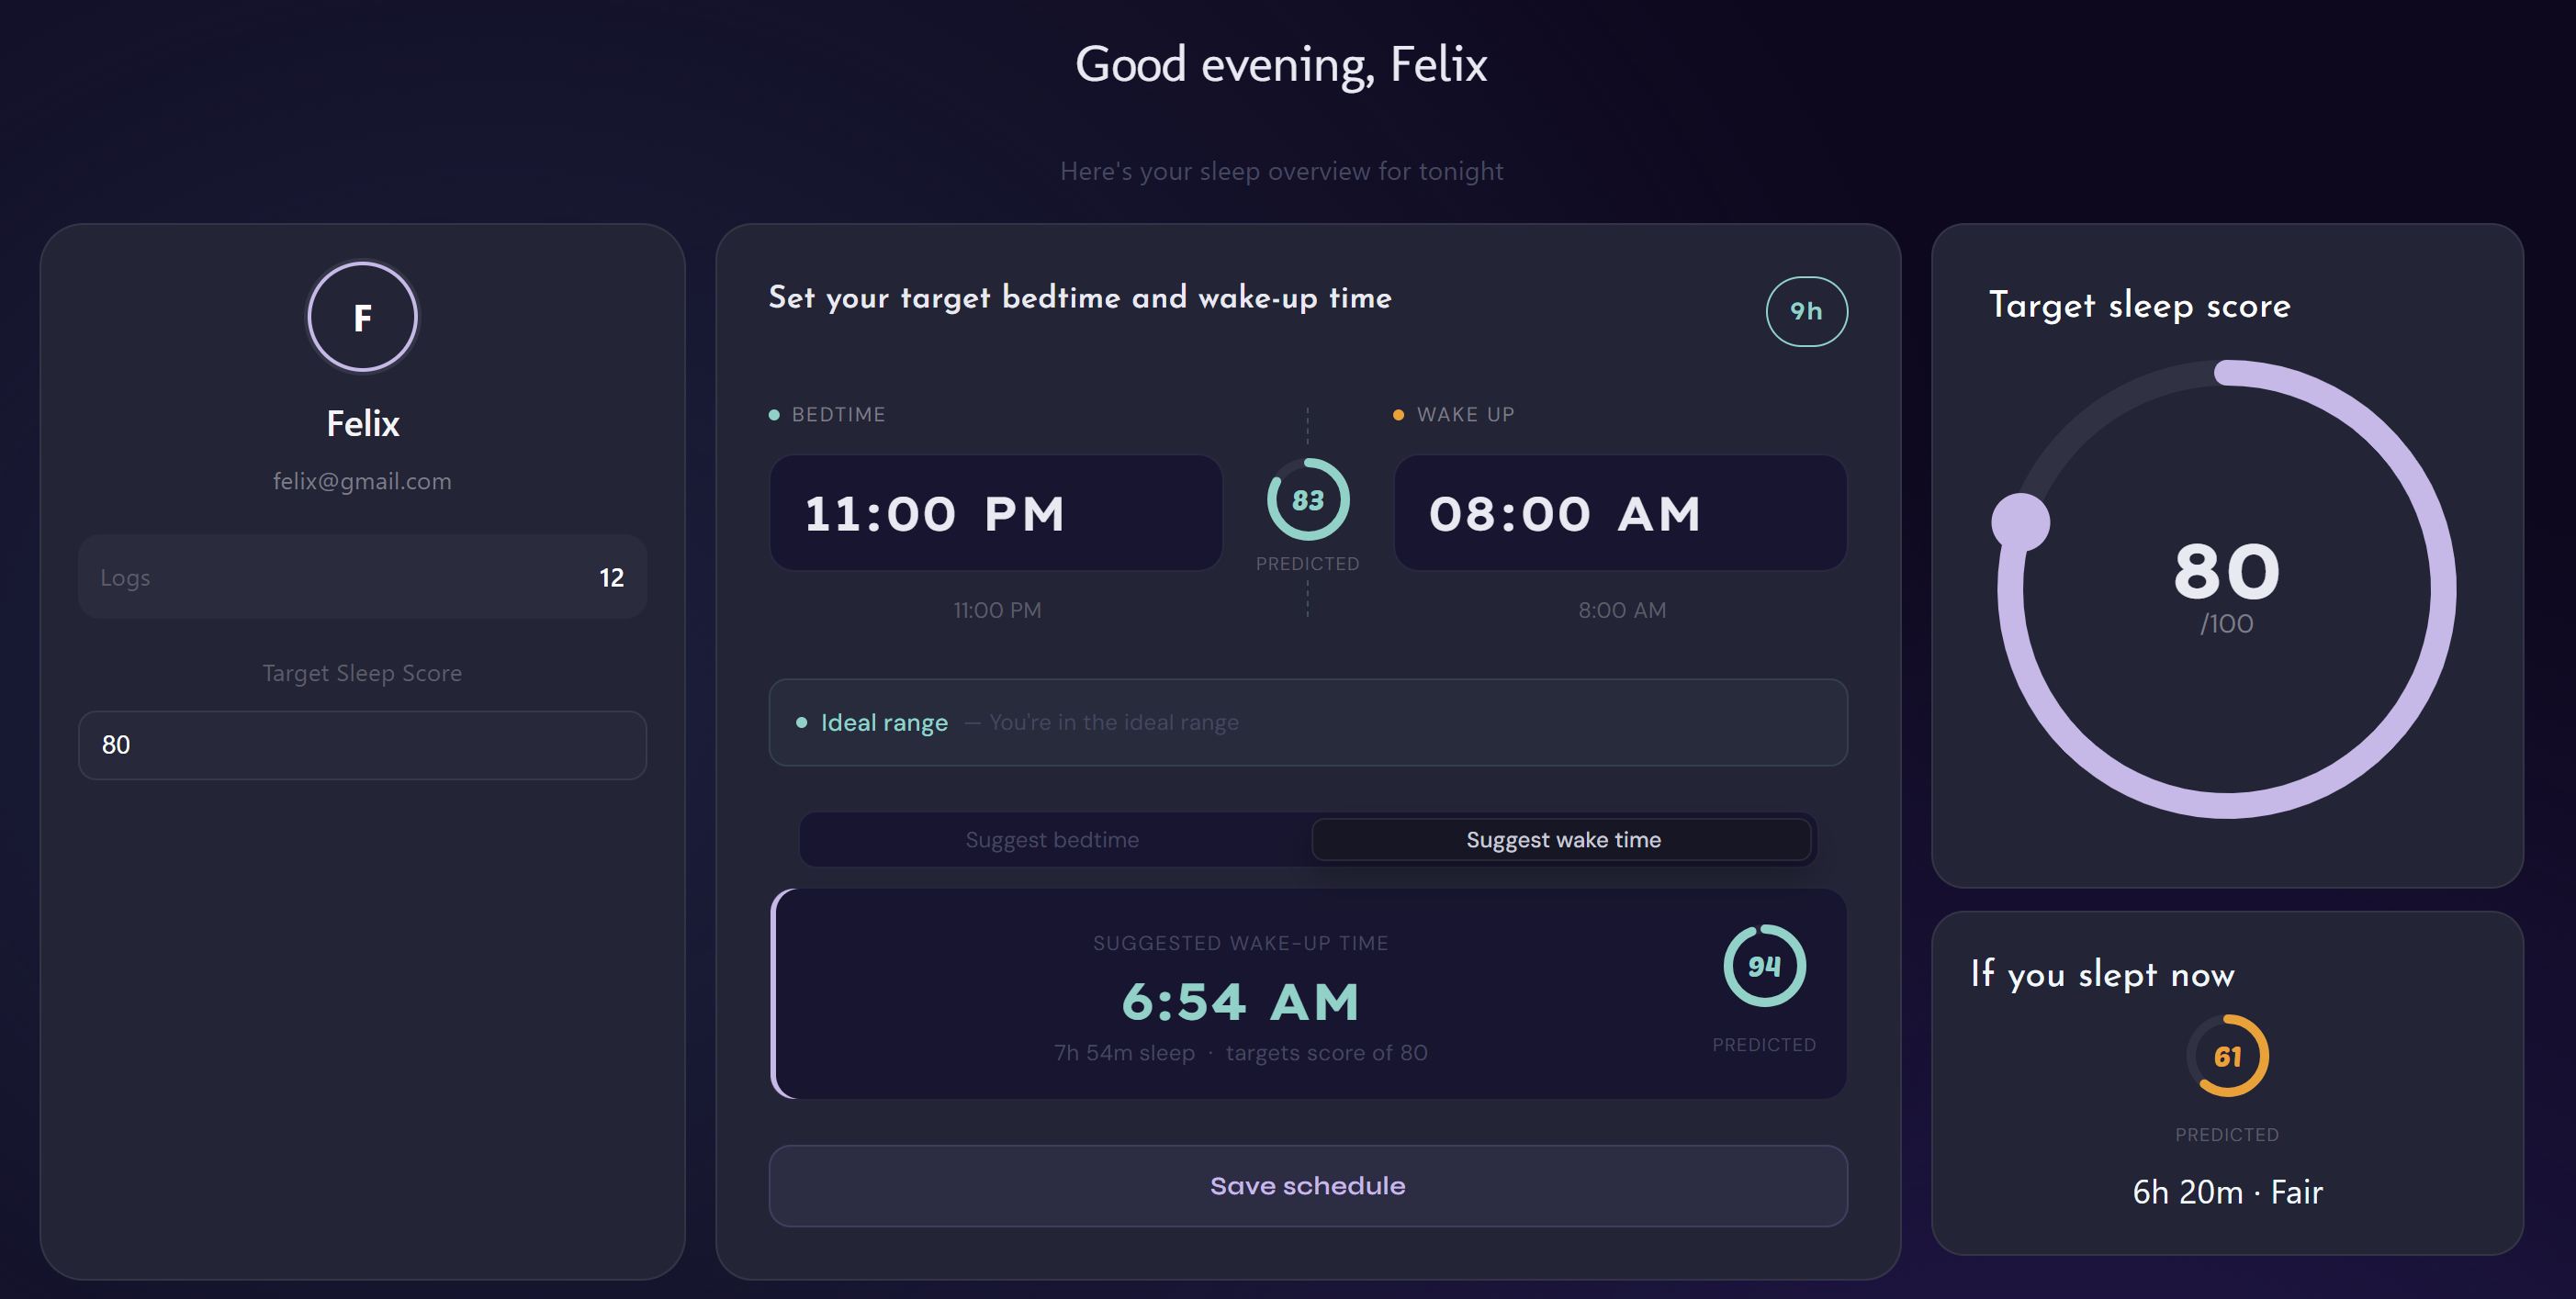 Good evening, Felix
Here's your sleep overview for tonight
F
Felix
felix@gmail.com
Logs 12
Target Sleep Score
80
Set your target bedtime and wake-up time
9h
BEDTIME
11:00 PM
11:00 PM
83
PREDICTED
WAKE UP
08:00 AM
8:00 AM
Ideal range — You're in the ideal range
Suggest bedtime
Suggest wake time
SUGGESTED WAKE-UP TIME
6:54 AM
7h 54m sleep · targets score of 80
94
PREDICTED
Save schedule
Target sleep score
80
/100
If you slept now
61
PREDICTED
6h 20m · Fair